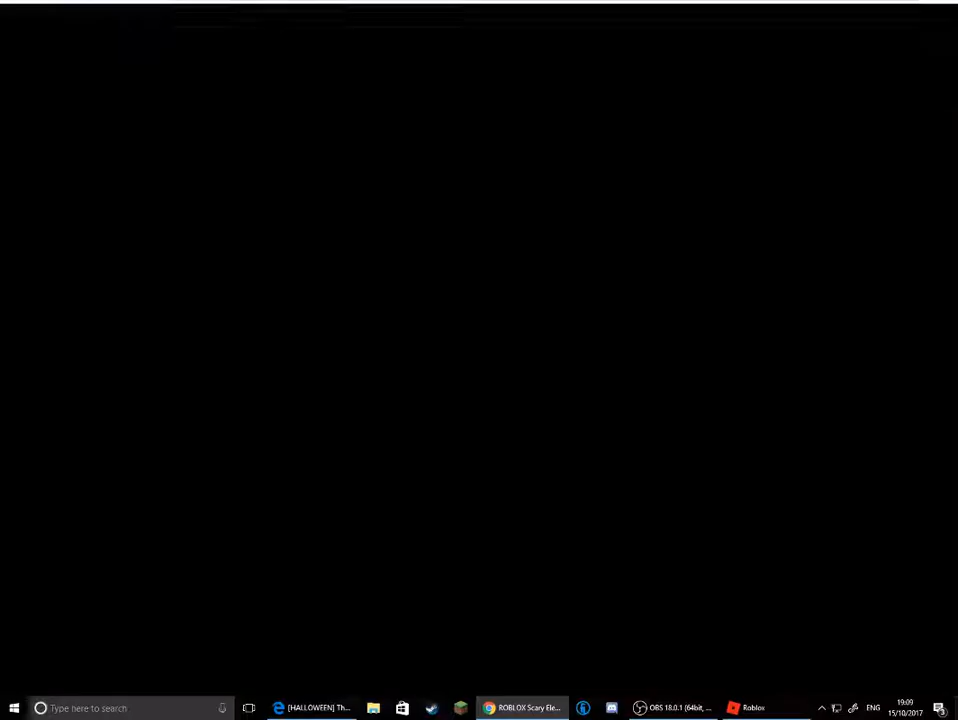 Type here to search
[HALLOWEEN] Th...
ROBLOX Scary Ele...
OBS 18.0.1 (64bit, ...
Roblox
ENG
19:09
15/10/2017
3